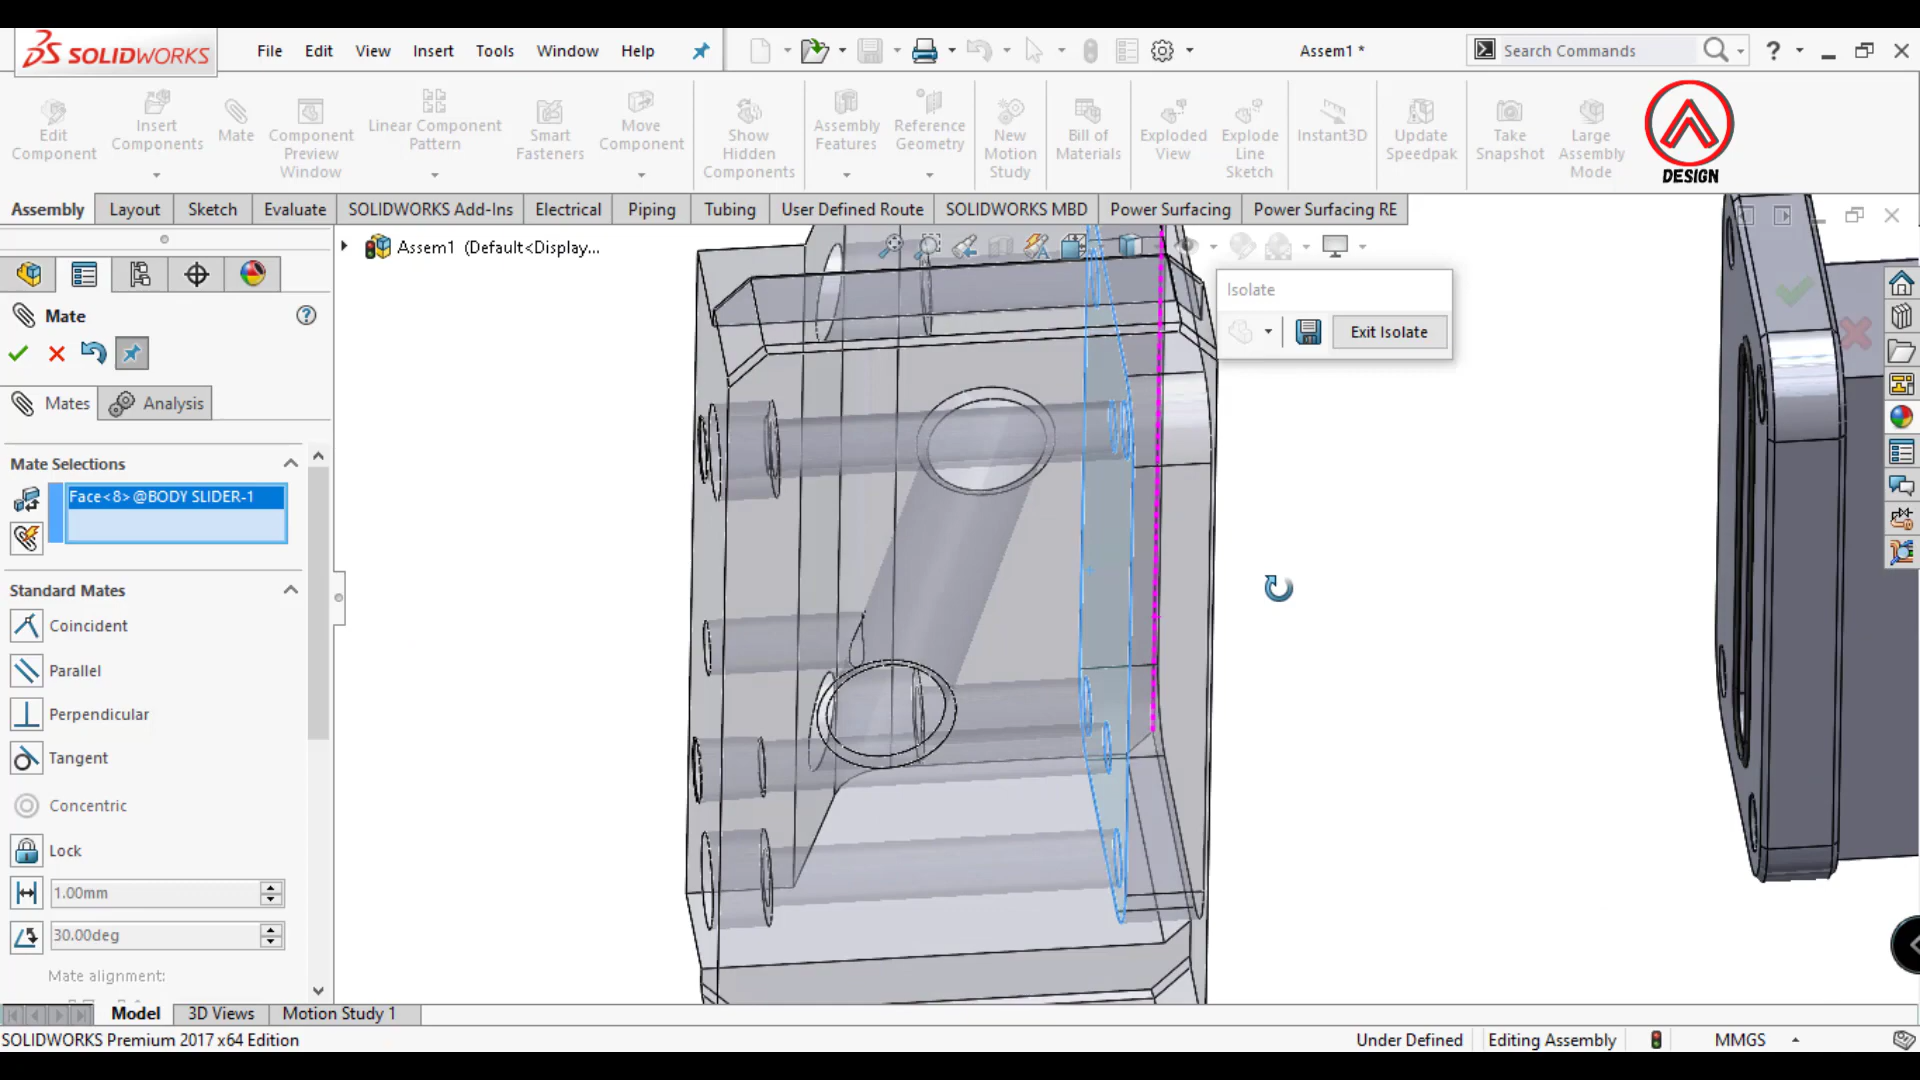 SOLIDWORKS File Edit View Insert Tools Window Help Assem1 * Search Commands ?
Edit Component
Insert Components
Mate
Component Preview Window
Linear Component Pattern
Smart Fasteners
Move Component
Show Hidden Components
Assembly Features
Reference Geometry
New Motion Study
Bill of Materials
Exploded View
Explode Line Sketch
Instant3D
Update Speedpak
Take Snapshot
Large Assembly Mode
DESIGN
Assembly Layout Sketch Evaluate SOLIDWORKS Add-Ins Electrical Piping Tubing User Defined Route SOLIDWORKS MBD Power Surfacing Power Surfacing RE
Assem1 (Default<Display...
Isolate
Exit Isolate
Mate
Mates Analysis
Mate Selections
Face<8>@BODY SLIDER-1
Standard Mates
Coincident
Parallel
Perpendicular
Tangent
Concentric
Lock
1.00mm
30.00deg
Mate alignment:
Model 3D Views Motion Study 1
SOLIDWORKS Premium 2017 x64 Edition Under Defined Editing Assembly MMGS